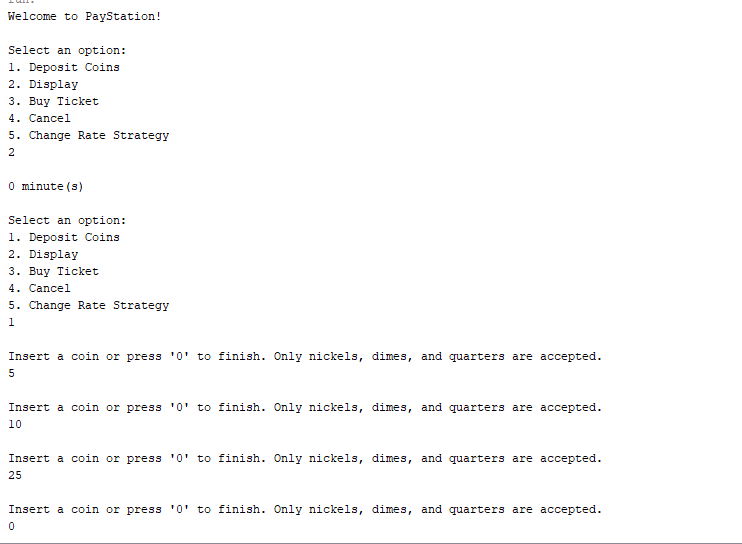 run:
Welcome to PayStation!
Select an option:
1. Deposit Coins
2. Display
3. Buy Ticket
4. Cancel
5. Change Rate Strategy
2
0 minute(s)
Select an option:
1. Deposit Coins
2. Display
3. Buy Ticket
4. Cancel
5. Change Rate Strategy
1
Insert a coin or press '0' to finish. Only nickels, dimes, and quarters are accepted.
5
Insert a coin or press '0' to finish. Only nickels, dimes, and quarters are accepted.
10
Insert a coin or press '0' to finish. Only nickels, dimes, and quarters are accepted.
25
Insert a coin or press '0' to finish. Only nickels, dimes, and quarters are accepted.
0